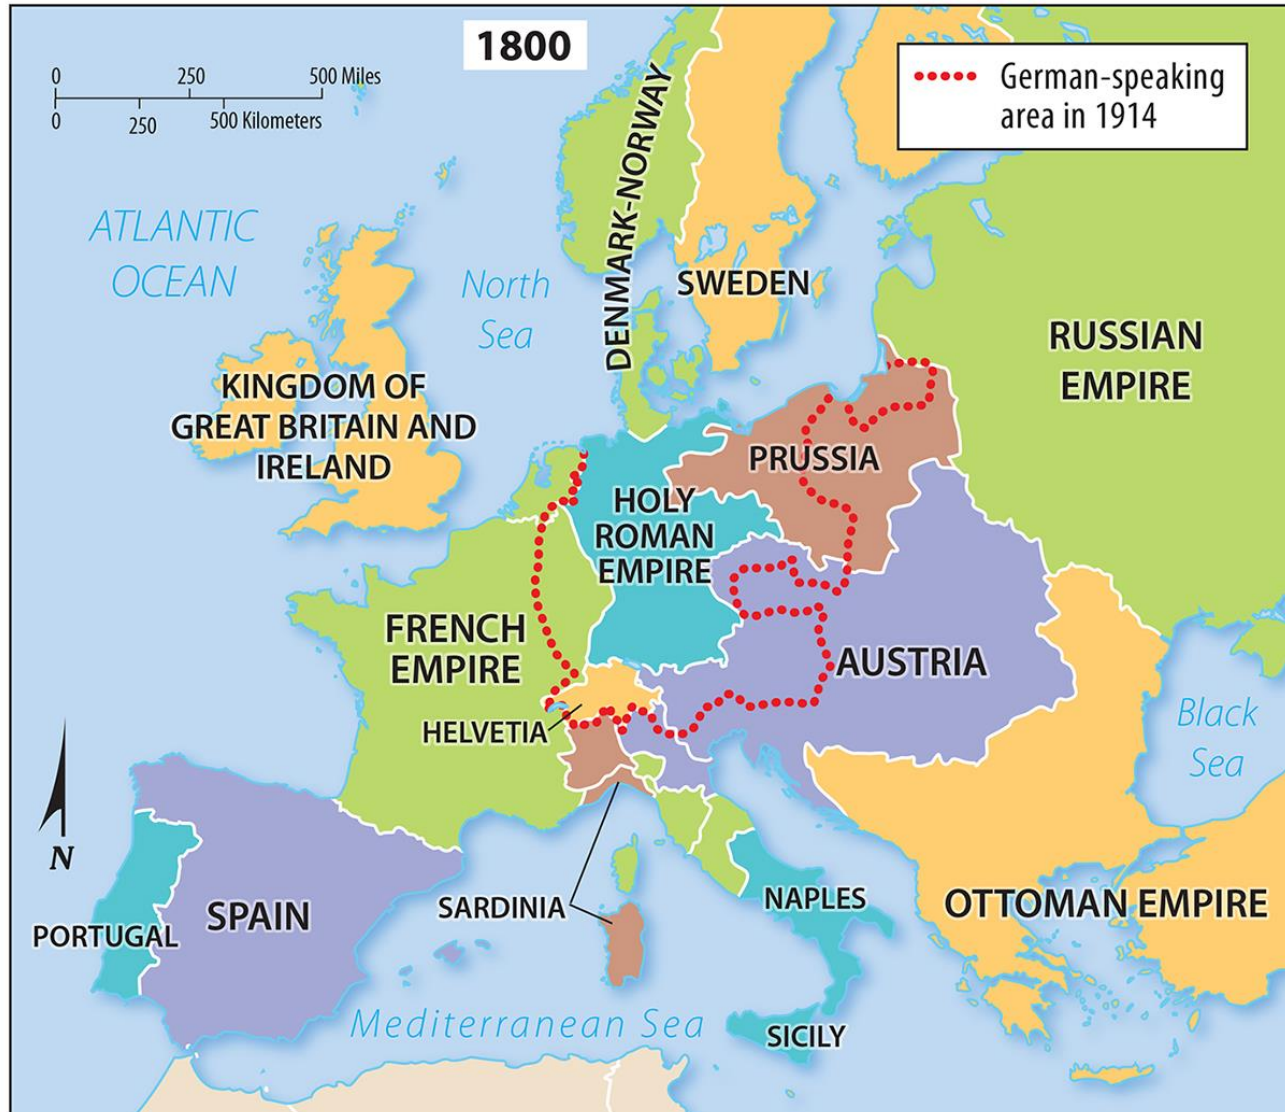 1800
0 250 500 Miles
0 250 500 Kilometers
German-speaking
area in 1914
ATLANTIC
OCEAN
North
Sea
DENMARK-NORWAY
SWEDEN
RUSSIAN
EMPIRE
KINGDOM OF
GREAT BRITAIN AND
IRELAND
PRUSSIA
HOLY
ROMAN
EMPIRE
FRENCH
EMPIRE
AUSTRIA
HELVETIA
Black
Sea
N
SARDINIA
NAPLES
OTTOMAN EMPIRE
PORTUGAL
SPAIN
Mediterranean Sea
SICILY